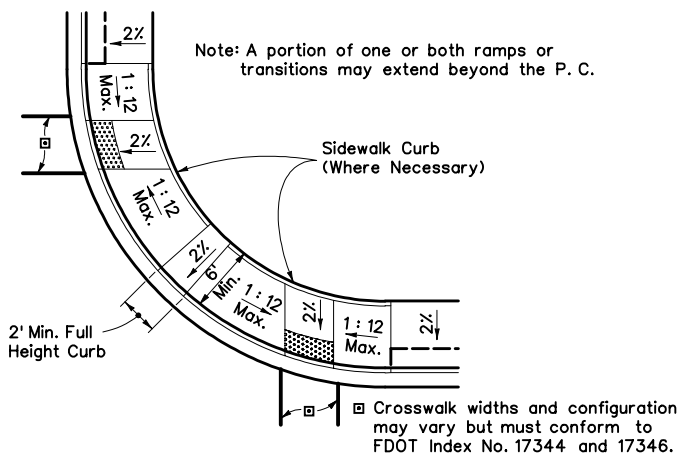 2%
Note: A portion of one or both ramps or
transitions may extend beyond the P. C.
1 : 12
Max.
2%
Sidewalk Curb
(Where Necessary)
1 : 12
Max.
2%
6'
Min.
1 : 12
Max.
2%
1 : 12
Max.
2%
2' Min. Full
Height Curb
Crosswalk widths and configuration
may vary but must conform to
FDOT Index No. 17344 and 17346.